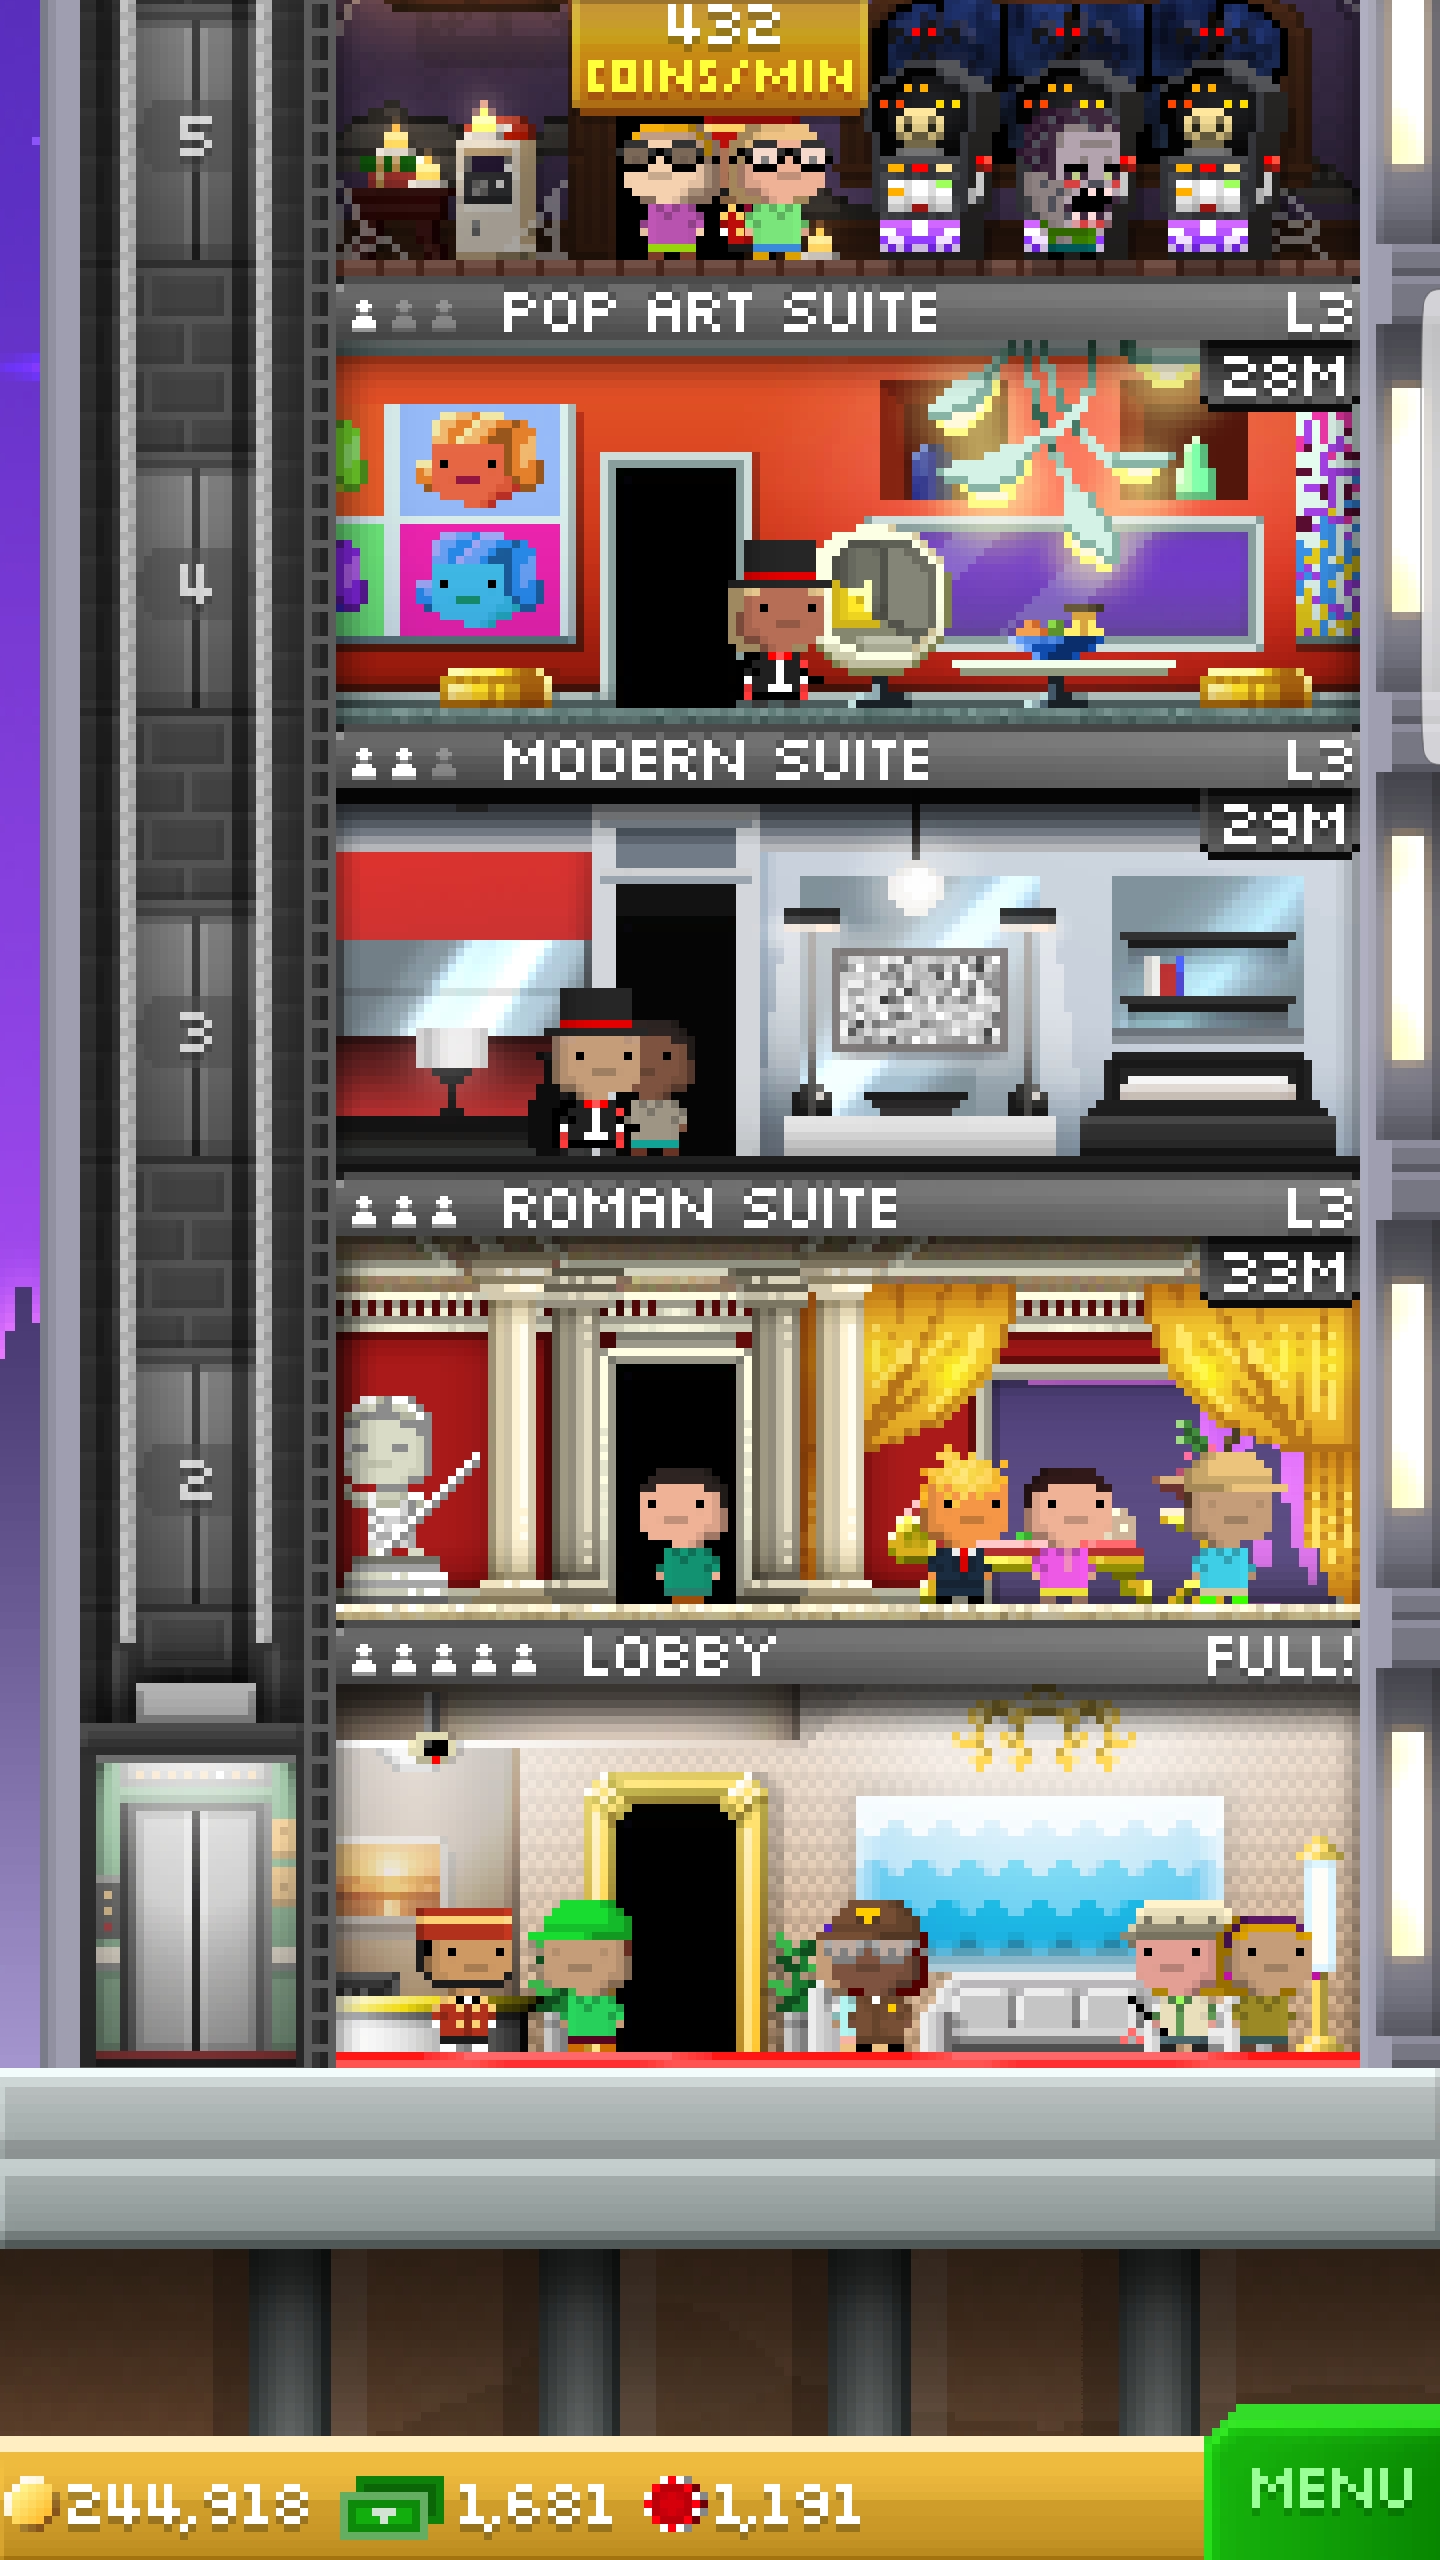 432
COINS/MIN
5
POP ART SUITE L3
28M
4
MODERN SUITE L3
29M
3
ROMAN SUITE L3
33M
2
LOBBY FULL!
244,918 1,681 1,191 MENU